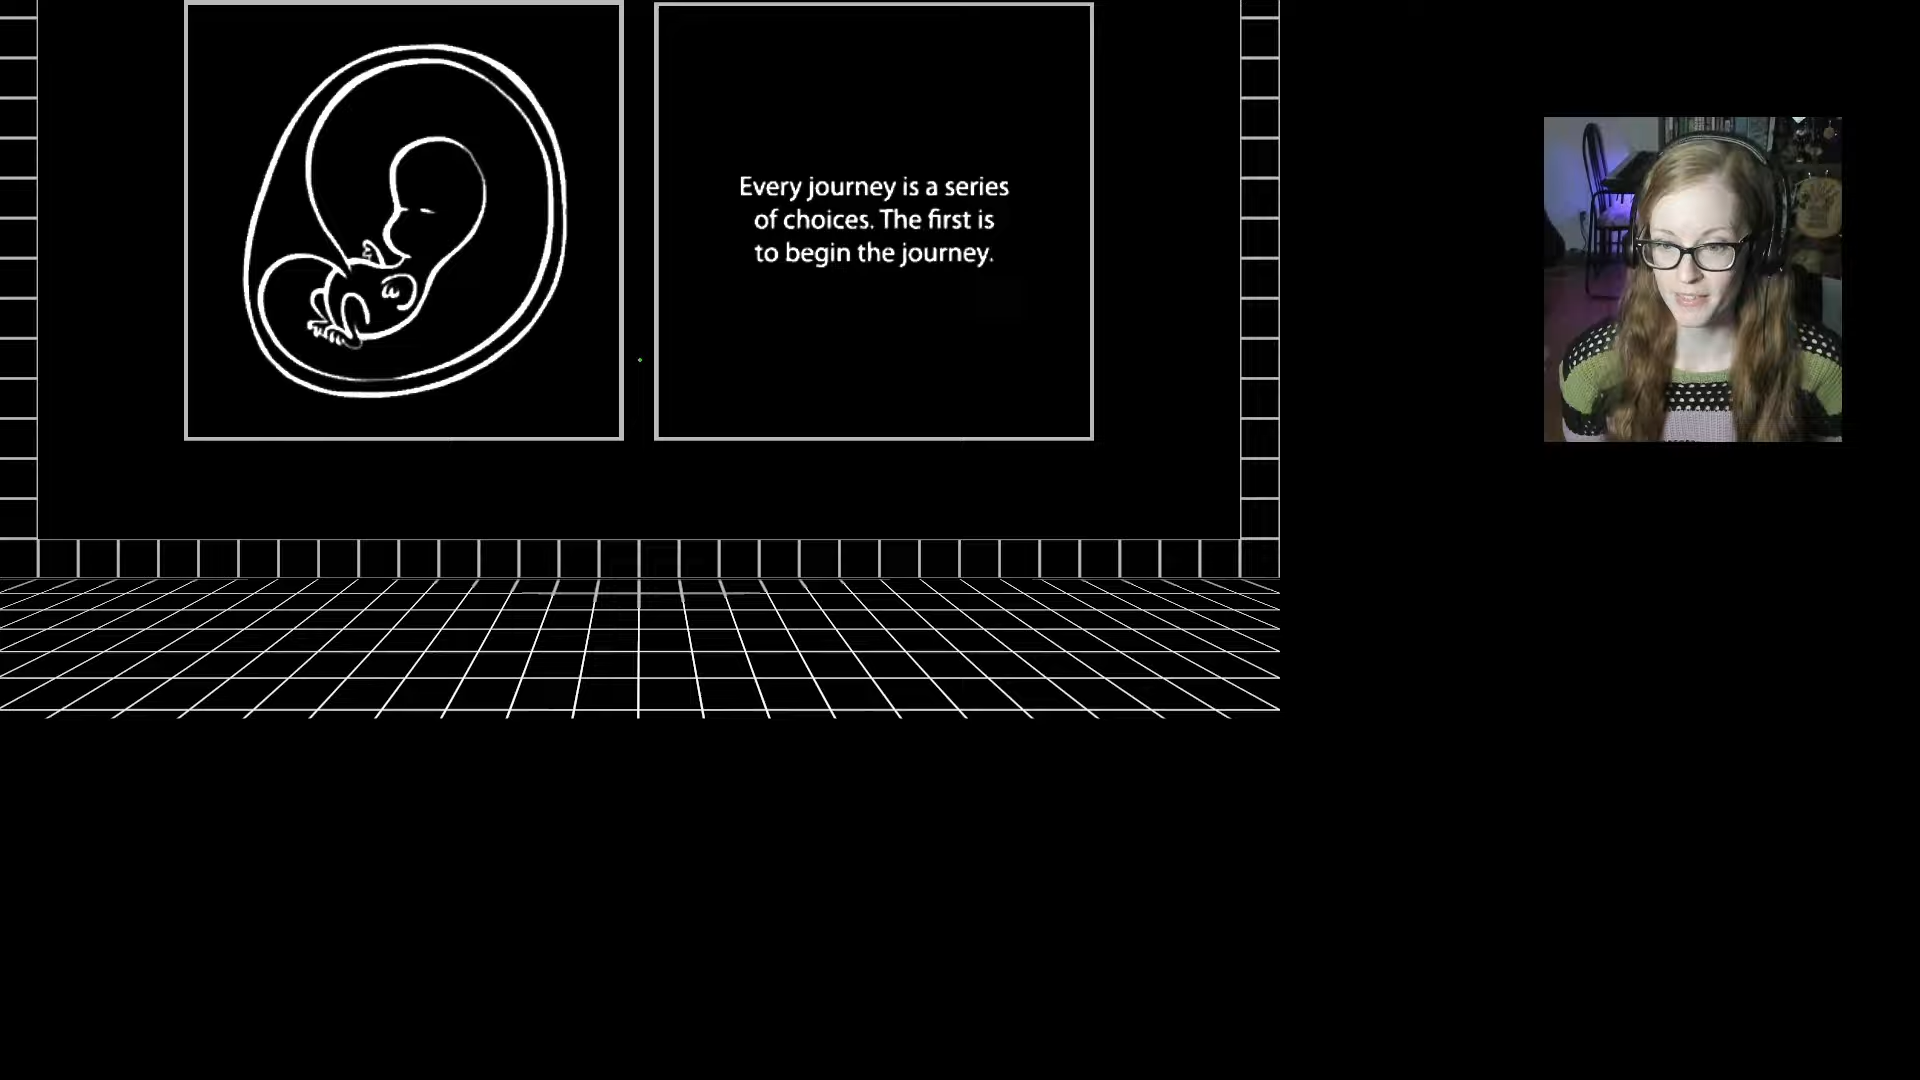 Every journey is a series
of choices. The first is
to begin the journey.